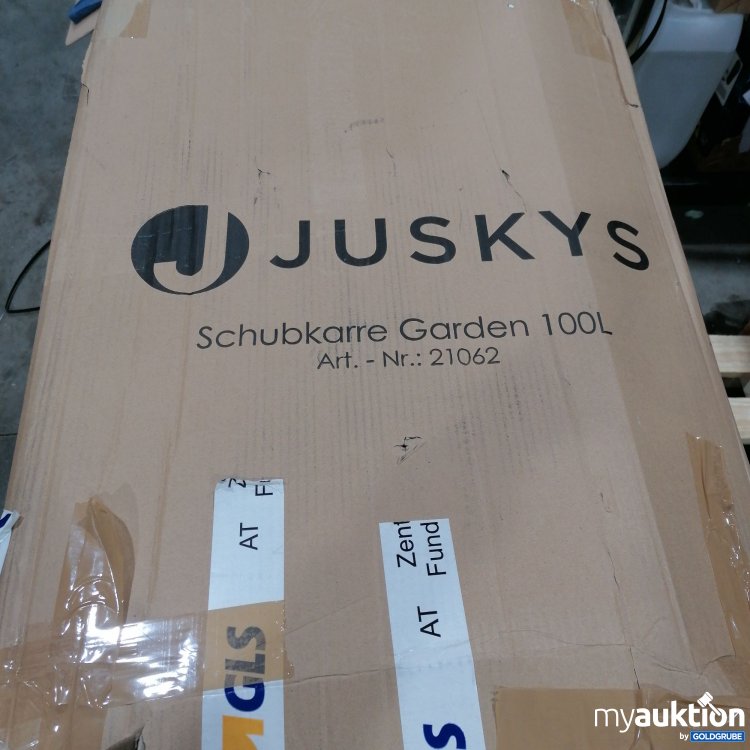 JUSKYS
Schubkarre Garden 100L
Art. - Nr.: 21062
AT
AT
Zent
Fund
GLS
S
myauktion
by GOLDGRUBE